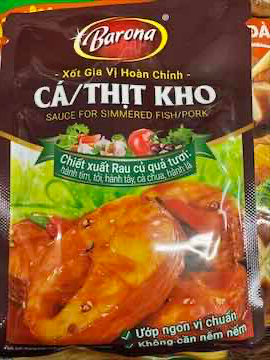 Barona
- Xốt Gia Vị Hoàn Chỉnh -
CÁ/THỊT KHO
SAUCE FOR SIMMERED FISH/PORK
Chiết xuất Rau củ quả tươi:
hành tím, tỏi, hành tây, cà chua, hành lá
✓ Ướp ngon vị chuẩn
✓ Không cần nêm nếm